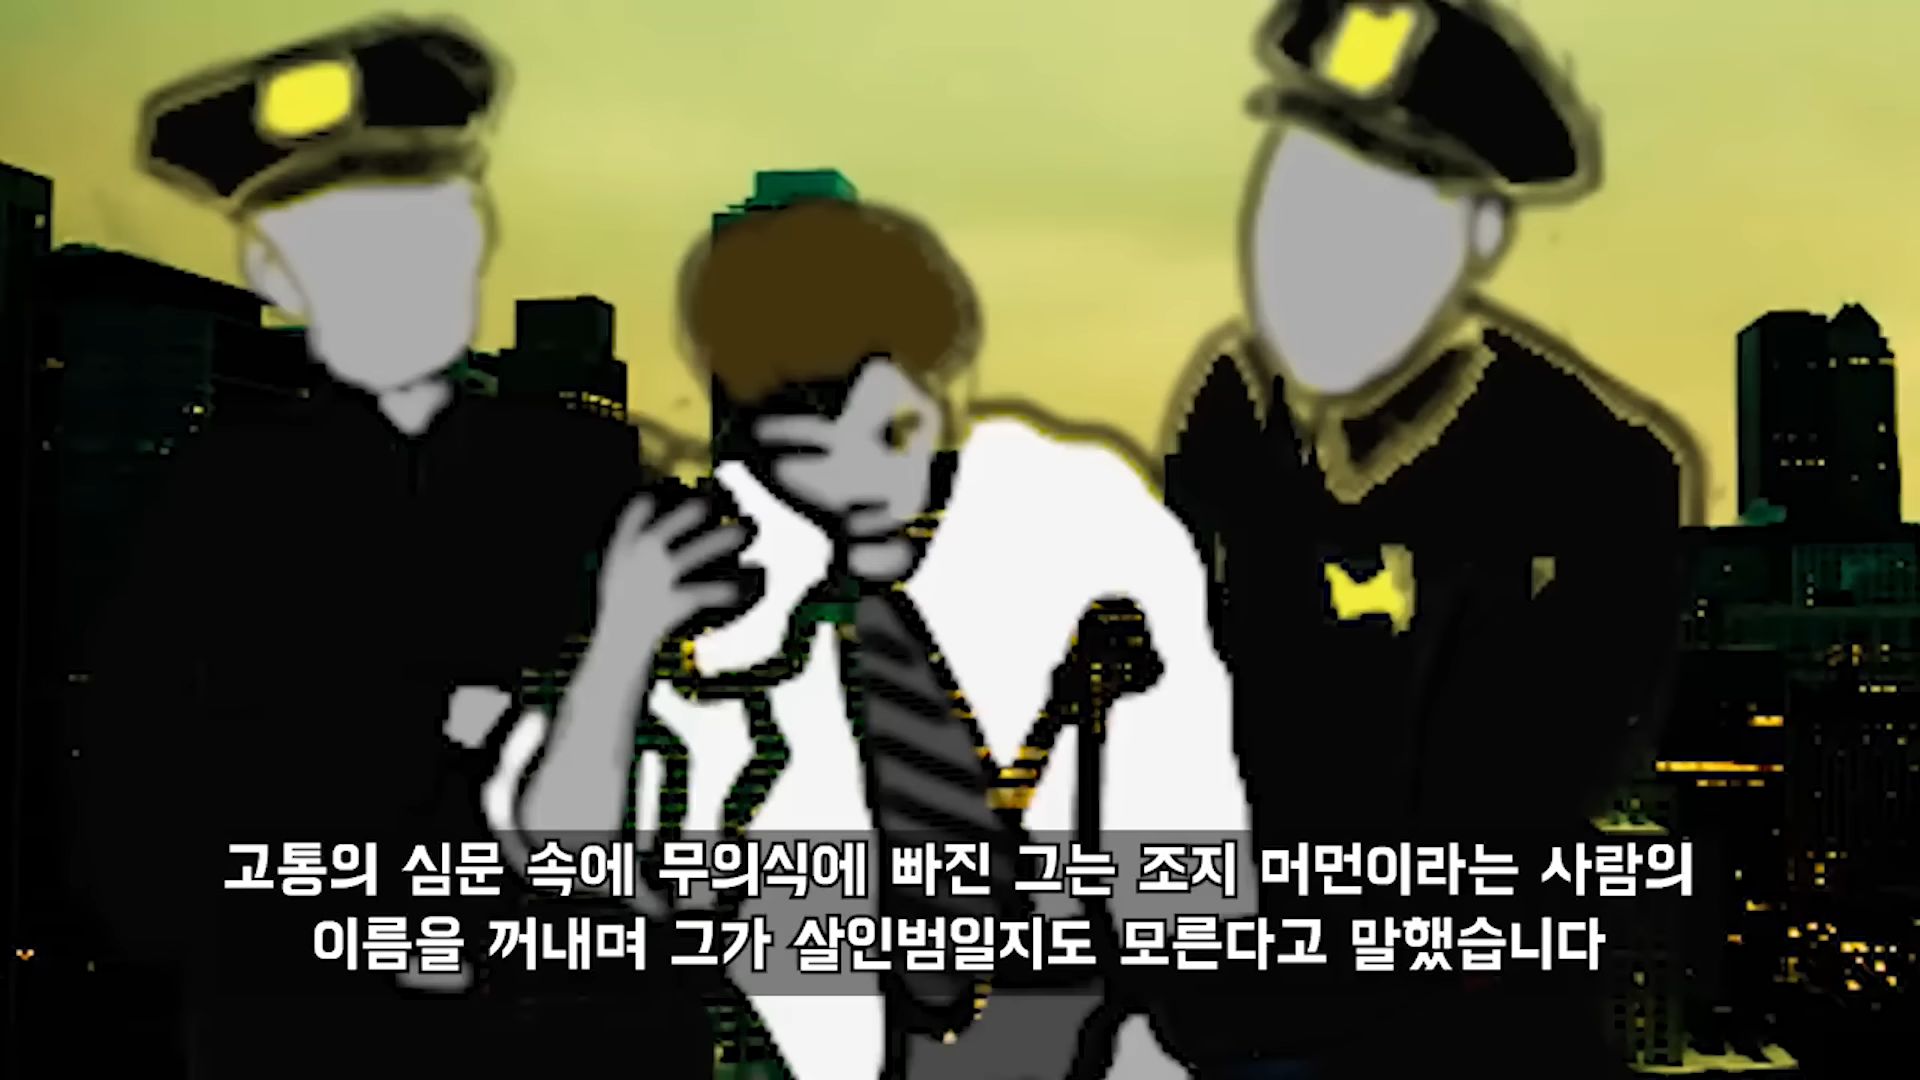 고통의 심문 속에 무의식에 빠진 그는 조지 머먼이라는 사람의
이름을 꺼내며 그가 살인범일지도 모른다고 말했습니다